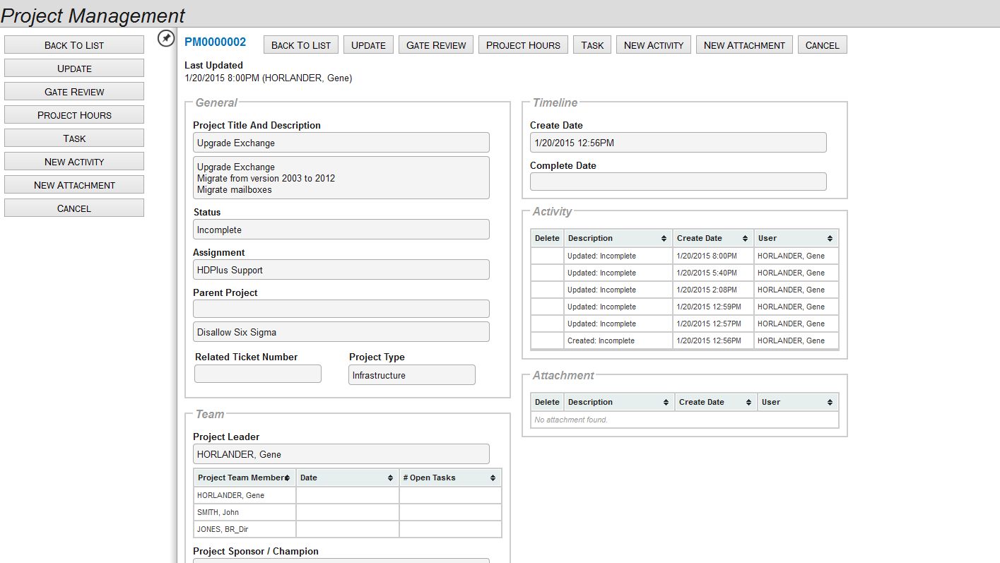 Project Management
BACK TO LIST
UPDATE
GATE REVIEW
PROJECT HOURS
TASK
NEW ACTIVITY
NEW ATTACHMENT
CANCEL
PM0000002 BACK TO LIST UPDATE GATE REVIEW PROJECT HOURS TASK NEW ACTIVITY NEW ATTACHMENT CANCEL
Last Updated
1/20/2015 8:00PM (HORLANDER, Gene)
General
Project Title And Description
Upgrade Exchange
Upgrade Exchange
Migrate from version 2003 to 2012
Migrate mailboxes
Status
Incomplete
Assignment
HDPlus Support
Parent Project
Disallow Six Sigma
Related Ticket Number Project Type
Infrastructure
Team
Project Leader
HORLANDER, Gene
Project Team Members Date # Open Tasks
HORLANDER, Gene
SMITH, John
JONES, BR_Dir
Project Sponsor / Champion
Timeline
Create Date
1/20/2015 12:56PM
Complete Date
Activity
Delete Description Create Date User
Updated: Incomplete 1/20/2015 8:00PM HORLANDER, Gene
Updated: Incomplete 1/20/2015 5:40PM HORLANDER, Gene
Updated: Incomplete 1/20/2015 2:08PM HORLANDER, Gene
Updated: Incomplete 1/20/2015 12:59PM HORLANDER, Gene
Updated: Incomplete 1/20/2015 12:57PM HORLANDER, Gene
Created: Incomplete 1/20/2015 12:56PM HORLANDER, Gene
Attachment
Delete Description Create Date User
No attachment found.